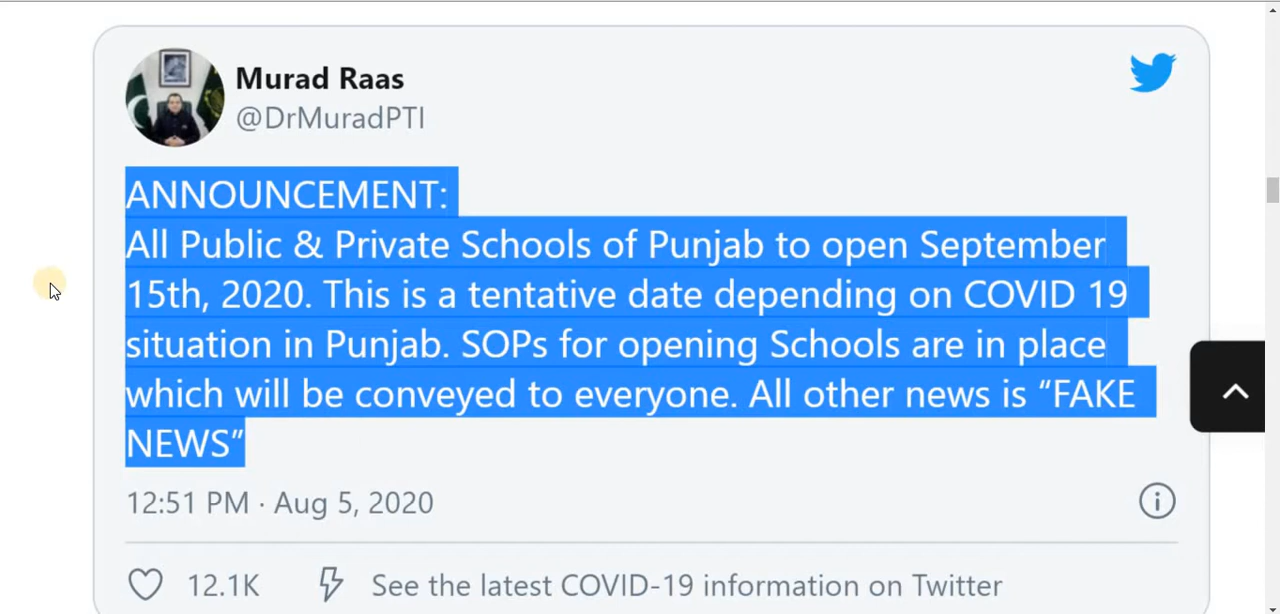 Murad Raas
@DrMuradPTI
ANNOUNCEMENT:
All Public & Private Schools of Punjab to open September
15th, 2020. This is a tentative date depending on COVID 19
situation in Punjab. SOPs for opening Schools are in place
which will be conveyed to everyone. All other news is “FAKE
NEWS”
12:51 PM · Aug 5, 2020
12.1K See the latest COVID-19 information on Twitter